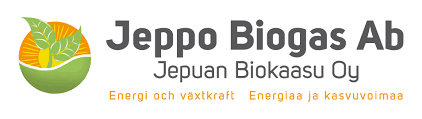 Jeppo Biogas Ab
Jepuan Biokaasu Oy
Energi och växtkraft Energiaa ja kasvuvoimaa